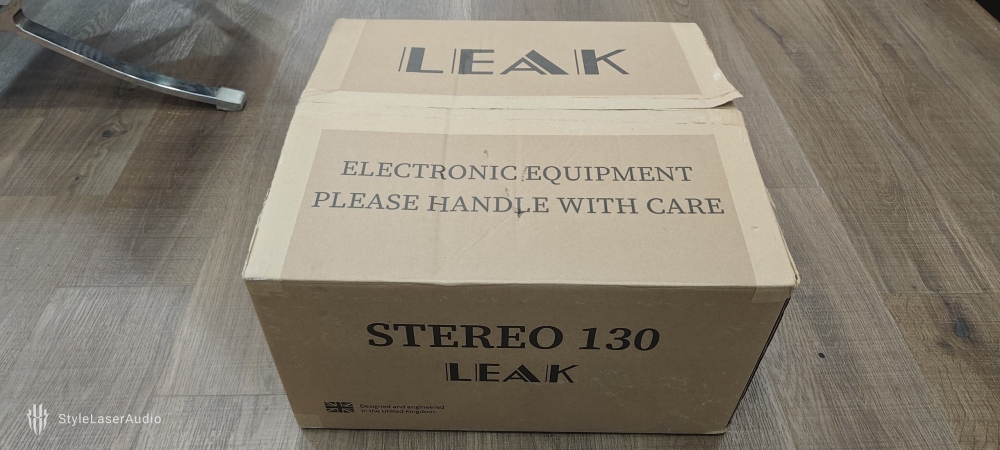 LEAK
ELECTRONIC EQUIPMENT
PLEASE HANDLE WITH CARE
STEREO 130
LEAK
Designed and engineered
in the United Kingdom
StyleLaserAudio